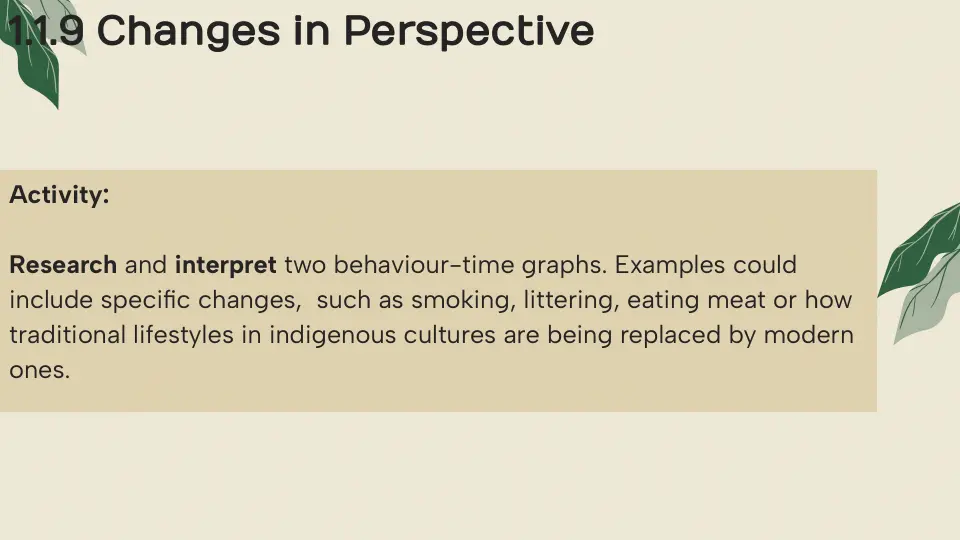 1.1.9 Changes in Perspective
Activity:
Research and interpret two behaviour-time graphs. Examples could
include specific changes,  such as smoking, littering, eating meat or how
traditional lifestyles in indigenous cultures are being replaced by modern
ones.